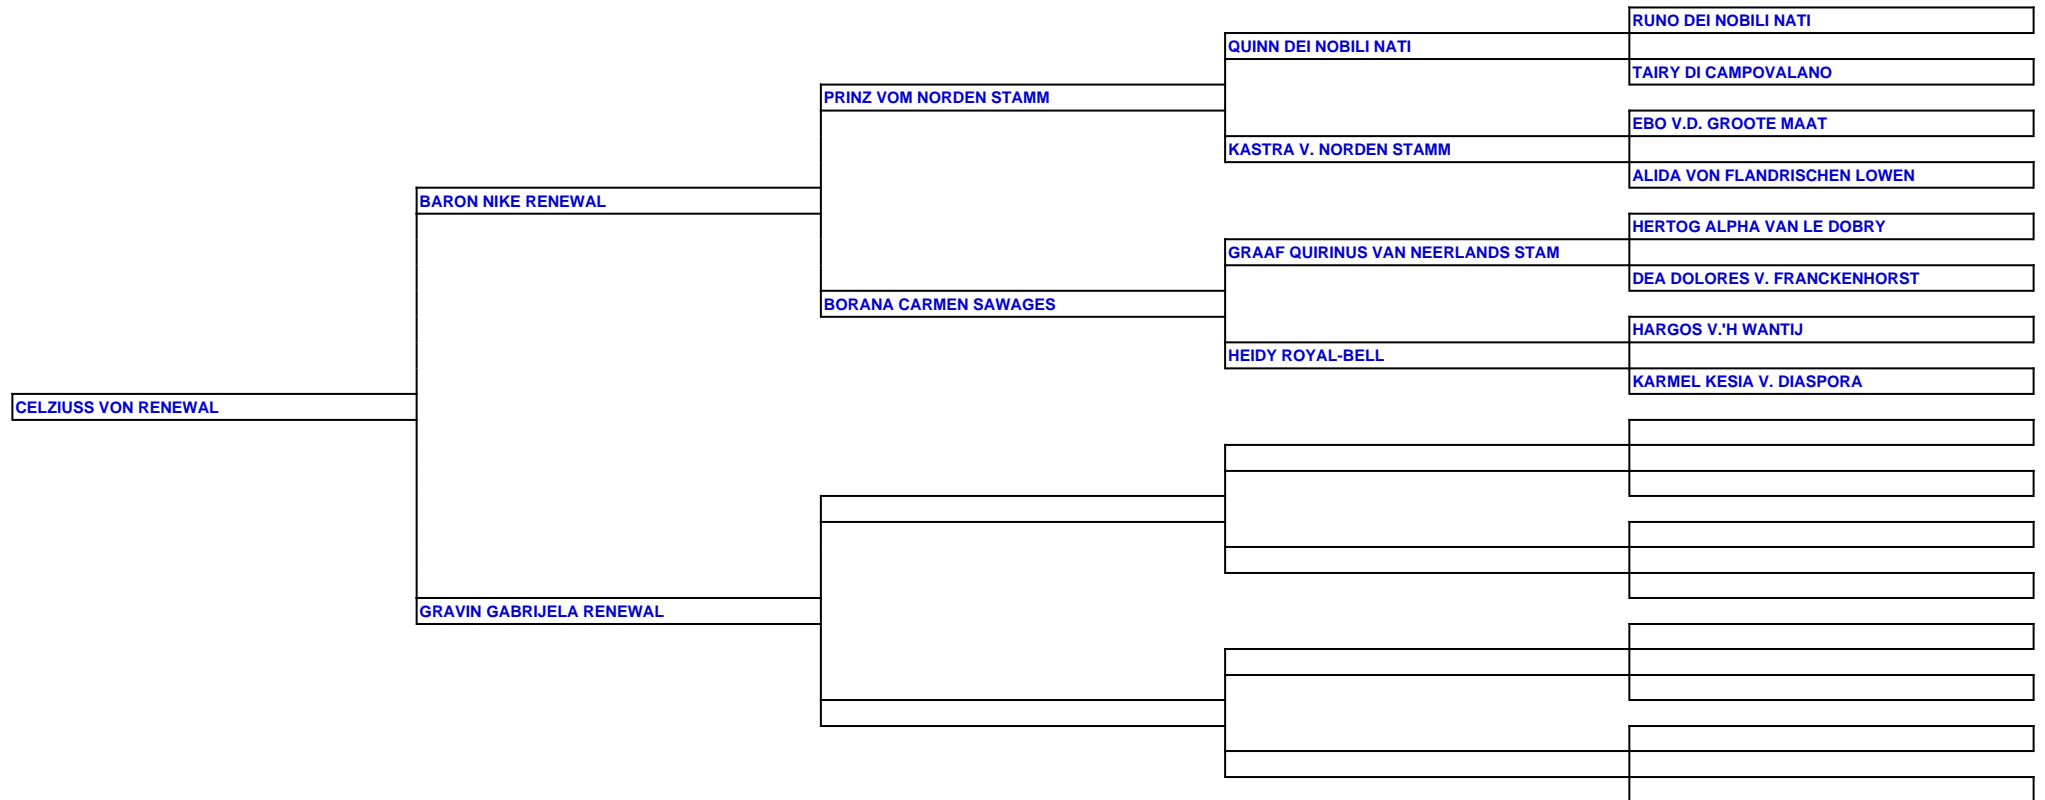 RUNO DEI NOBILI NATI
QUINN DEI NOBILI NATI
TAIRY DI CAMPOVALANO
PRINZ VOM NORDEN STAMM
EBO V.D. GROOTE MAAT
KASTRA V. NORDEN STAMM
ALIDA VON FLANDRISCHEN LOWEN
BARON NIKE RENEWAL
HERTOG ALPHA VAN LE DOBRY
GRAAF QUIRINUS VAN NEERLANDS STAM
DEA DOLORES V. FRANCKENHORST
BORANA CARMEN SAWAGES
HARGOS V.'H WANTIJ
HEIDY ROYAL-BELL
KARMEL KESIA V. DIASPORA
CELZIUSS VON RENEWAL
GRAVIN GABRIJELA RENEWAL